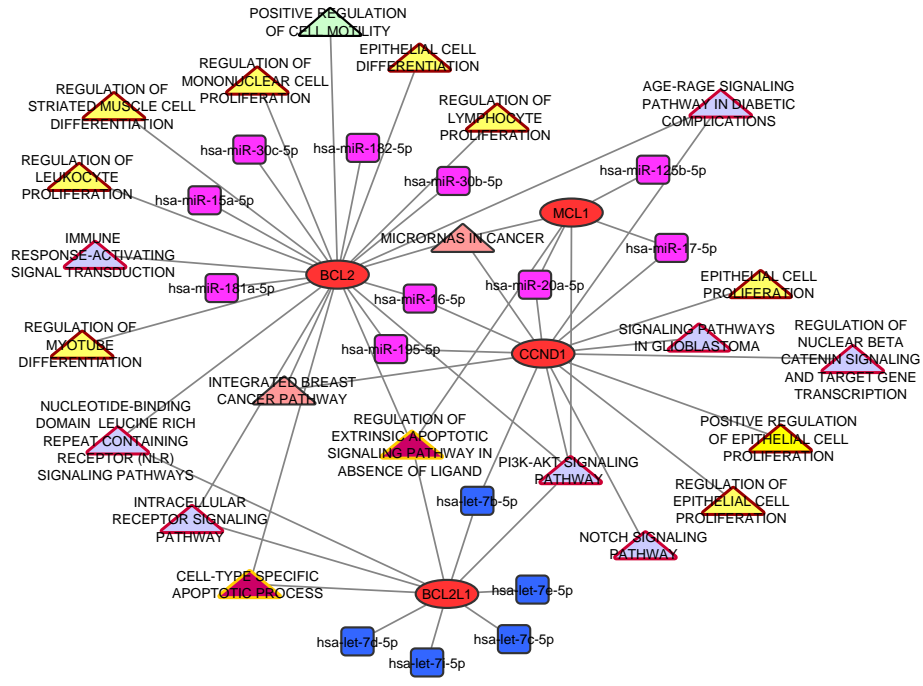 POSITIVE REGULATION
OF CELL MOTILITY
EPITHELIAL CELL
DIFFERENTIATION
REGULATION OF
MONONUCLEAR CELL
PROLIFERATION
AGE-RAGE SIGNALING
PATHWAY IN DIABETIC
COMPLICATIONS
REGULATION OF
STRIATED MUSCLE CELL
DIFFERENTIATION
REGULATION OF
LYMPHOCYTE
PROLIFERATION
hsa-miR-30c-5p
hsa-miR-182-5p
hsa-miR-125b-5p
REGULATION OF
LEUKOCYTE
PROLIFERATION
hsa-miR-30b-5p
hsa-miR-15a-5p
MCL1
IMMUNE
RESPONSE-ACTIVATING
SIGNAL TRANSDUCTION
MICRORNAS IN CANCER
hsa-miR-17-5p
BCL2
hsa-miR-181a-5p
hsa-miR-20a-5p
EPITHELIAL CELL
PROLIFERATION
hsa-miR-16-5p
REGULATION OF
MYOTUBE
DIFFERENTIATION
hsa-miR-195-5p
CCND1
SIGNALING PATHWAYS
IN GLIOBLASTOMA
REGULATION OF
NUCLEAR BETA
CATENIN SIGNALING
AND TARGET GENE
TRANSCRIPTION
INTEGRATED BREAST
CANCER PATHWAY
NUCLEOTIDE-BINDING
DOMAIN LEUCINE RICH
REPEAT CONTAINING
RECEPTOR (NLR)
SIGNALING PATHWAYS
REGULATION OF
EXTRINSIC APOPTOTIC
SIGNALING PATHWAY IN
ABSENCE OF LIGAND
POSITIVE REGULATION
OF EPITHELIAL CELL
PROLIFERATION
PI3K-AKT SIGNALING
PATHWAY
hsa-let-7b-5p
REGULATION OF
EPITHELIAL CELL
PROLIFERATION
INTRACELLULAR
RECEPTOR SIGNALING
PATHWAY
NOTCH SIGNALING
PATHWAY
CELL-TYPE SPECIFIC
APOPTOTIC PROCESS
BCL2L1
hsa-let-7e-5p
hsa-let-7d-5p
hsa-let-7c-5p
hsa-let-7i-5p